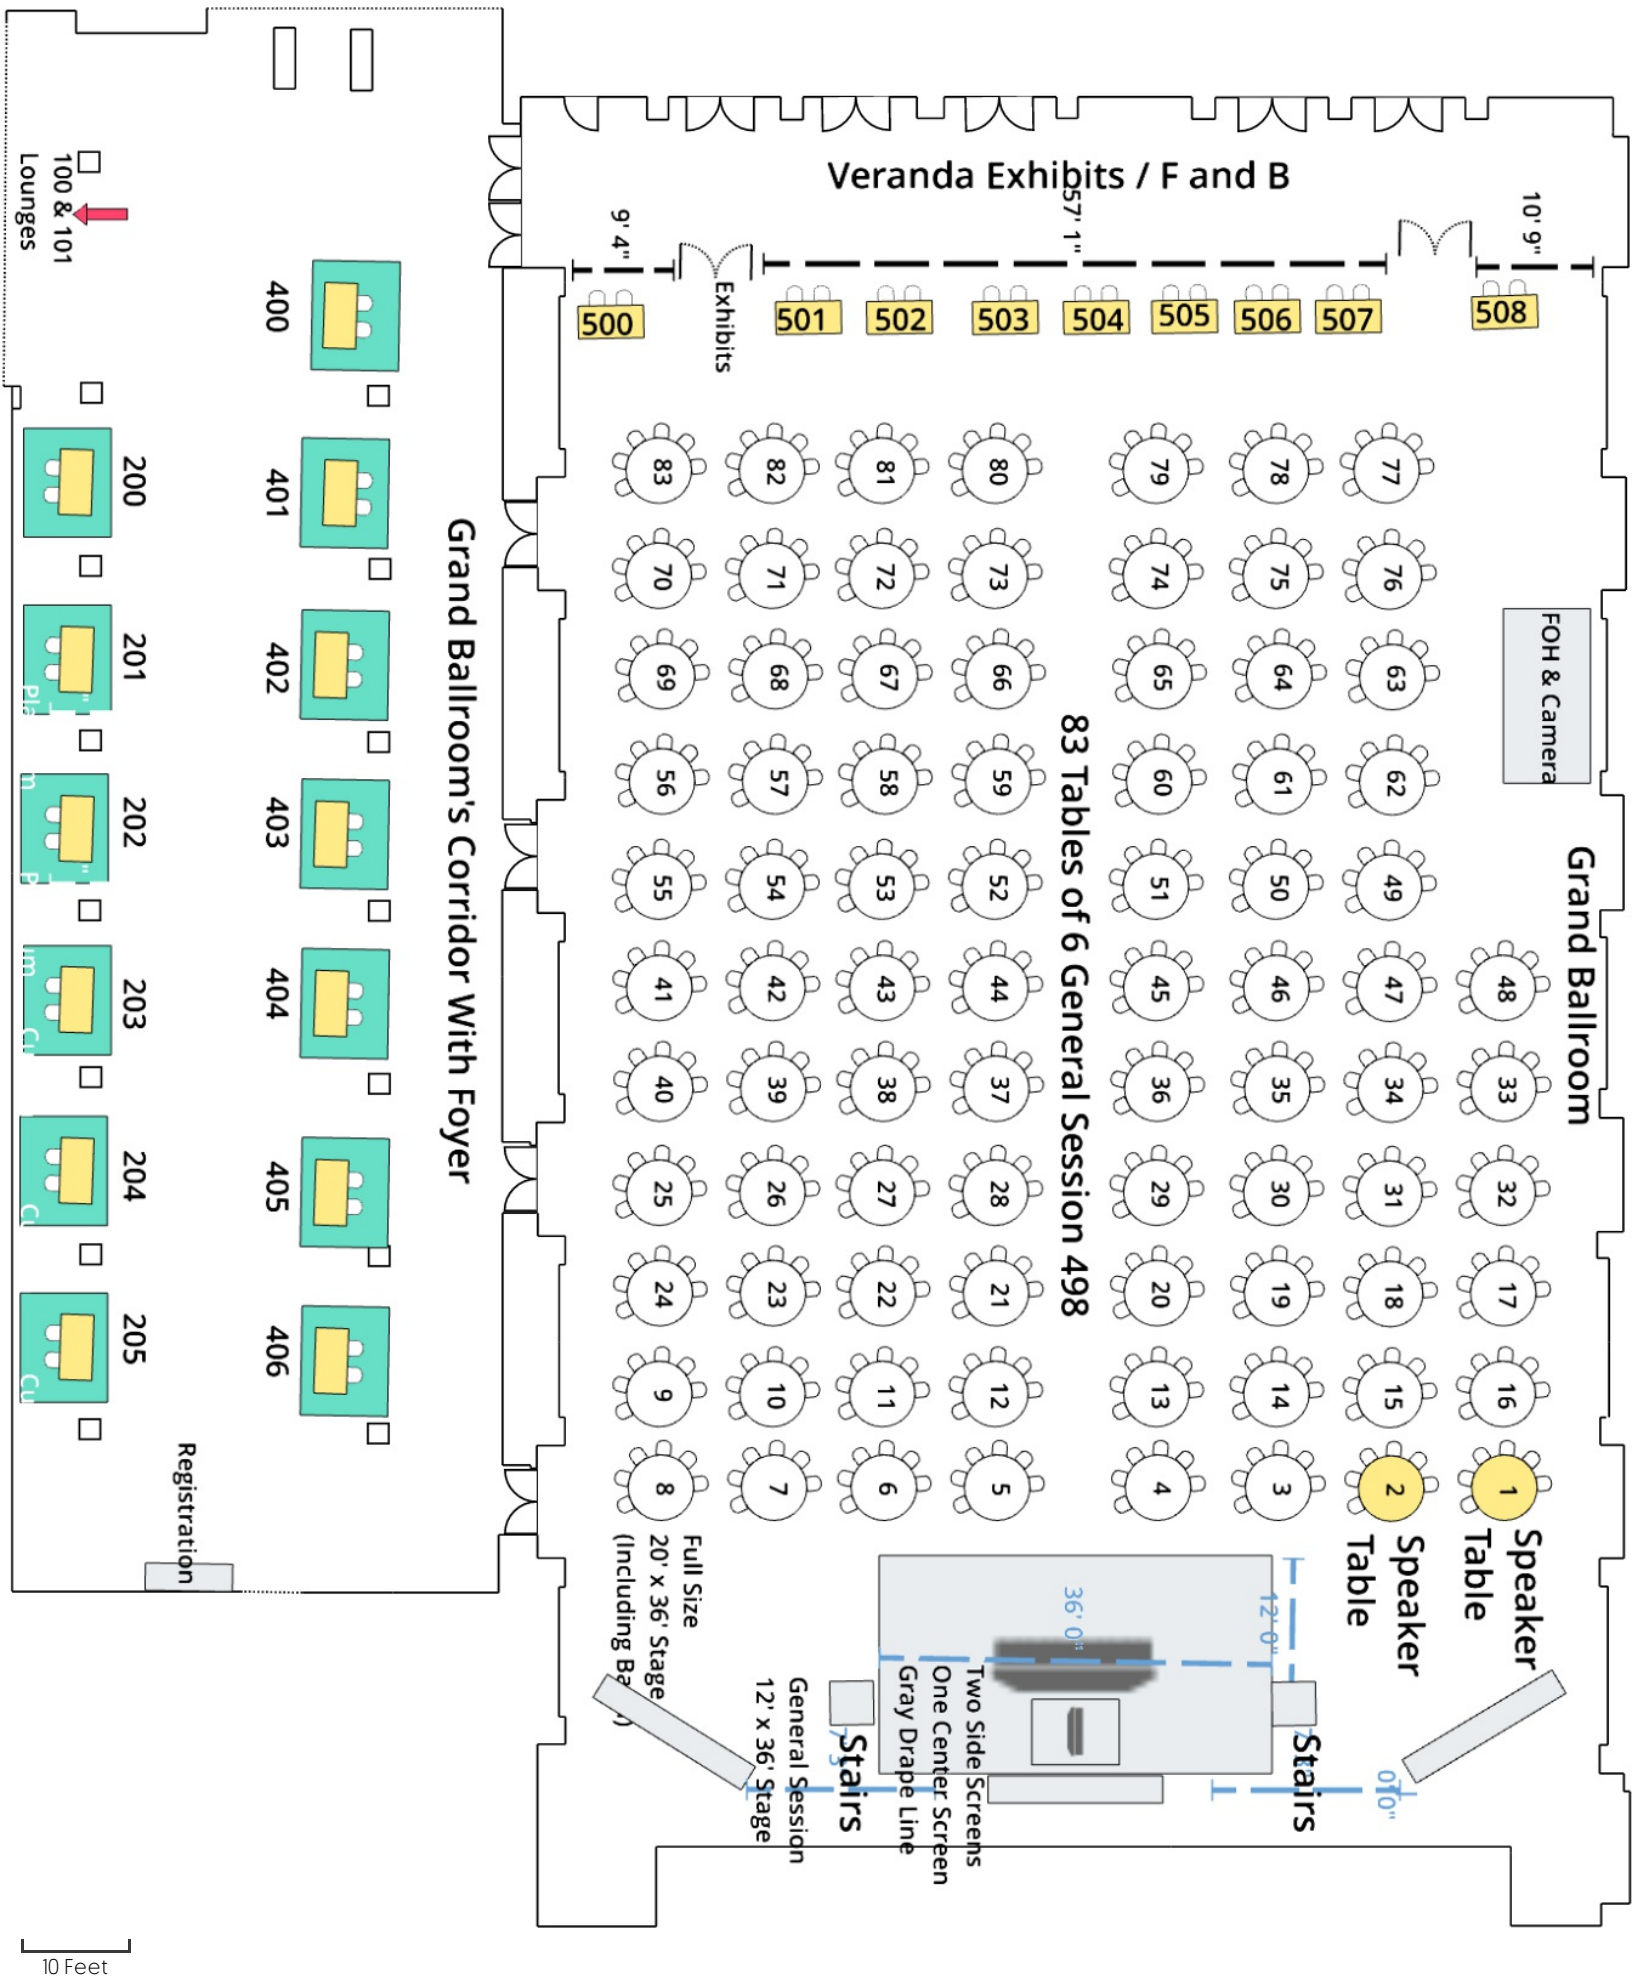 Veranda Exhibits / F and B
9' 4"
57' 1"
10' 9"
Exhibits
500
501
502
503
504
505
506
507
508
100 & 101
Lounges
400
401
402
403
404
405
406
200
201
202
203
204
205
Grand Ballroom's Corridor With Foyer
Registration
83 82 81 80 79 78 77
70 71 72 73 74 75 76
69 68 67 66 65 64 63
56 57 58 59 60 61 62
55 54 53 52 51 50 49
41 42 43 44 45 46 47 48
40 39 38 37 36 35 34 33
25 26 27 28 29 30 31 32
24 23 22 21 20 19 18 17
9 10 11 12 13 14 15 16
8 7 6 5 4 3 2 1
83 Tables of 6 General Session 498
FOH & Camera
Grand Ballroom
Speaker
Table
Speaker
Table
Full Size
20' x 36' Stage
(Including
General Session
12' x 36' Stage
Two Side Screens
One Center Screen
Gray Drape Line
36' 0"
12' 0"
Stairs
Stairs
0' 0"
10 Feet